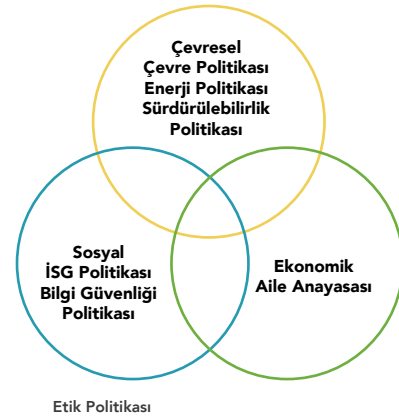 Çevresel
Çevre Politikası
Enerji Politikası
Sürdürülebilirlik
Politikası
Sosyal
İSG Politikası
Bilgi Güvenliği
Politikası
Ekonomik
Aile Anayasası
Etik Politikası